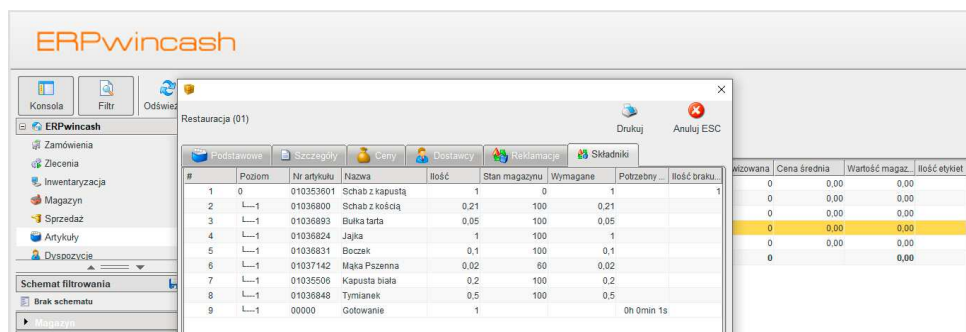 ERPwincash
Konsola Filtr Odśwież
Restauracja (01)
Drukuj Anuluj ESC
ERPwincash
Zamówienia
Zlecenia
Inwentaryzacja
Magazyn
Sprzedaż
Artykuły
Dyspozycje
Schemat filtrowania
Brak schematu
Magazyn
Podstawowe Szczegóły Ceny Dostawcy Reklamacje Składniki
# Poziom Nr artykułu Nazwa Ilość Stan magazynu Wymagane Potrzebny ... Ilość braku...
1 0 010353601 Schab z kapustą 1 0 1 1
2 1 01036800 Schab z kością 0,21 100 0,21
3 1 01036893 Bułka tarta 0,05 100 0,05
4 1 01036824 Jajka 1 100 1
5 1 01036831 Boczek 0,1 100 0,1
6 1 01037142 Mąka Pszenna 0,02 60 0,02
7 1 01035506 Kapusta biała 0,2 100 0,2
8 1 01036848 Tymianek 0,5 100 0,5
9 1 00000 Gotowanie 1 0h 0min 1s
wizowana Cena średnia Wartość magaz... Ilość etykiet
0 0,00 0,00
0 0,00 0,00
0 0,00 0,00
0 0,00 0,00
0 0,00 0,00
0 0,00